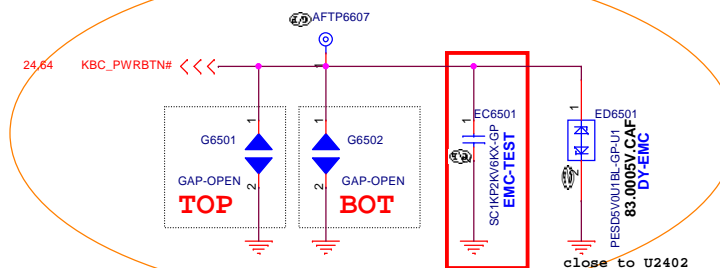 AFTP6607
24,64 KBC_PWRBTN#
1
1
1
1
1
G6501
G6502
EC6501
ED6501
GAP-OPEN
GAP-OPEN
2
2
2
2
TOP
BOT
SC1KP2KV6KX-GP
EMC-TEST
PESD5V0U1BL-GP-U1
83.0005V.CAF
DY-EMC
close to U2402